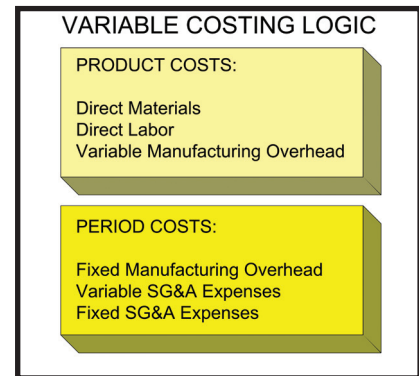 VARIABLE COSTING LOGIC
PRODUCT COSTS:
Direct Materials
Direct Labor
Variable Manufacturing Overhead
PERIOD COSTS:
Fixed Manufacturing Overhead
Variable SG&A Expenses
Fixed SG&A Expenses